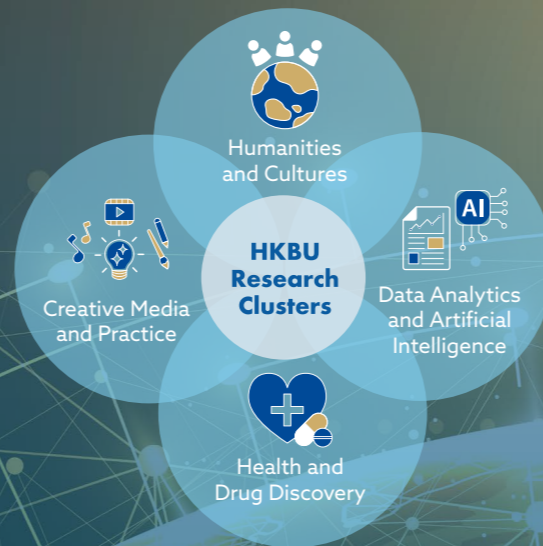 Humanities
and Cultures
AI
HKBU
Research
Clusters
Creative Media
and Practice
Data Analytics
and Artificial
Intelligence
Health and
Drug Discovery